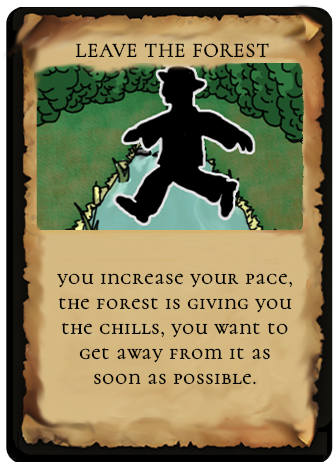 LEAVE THE FOREST
you increase your pace,
the forest is giving you
the chills, you want to
get away from it as
soon as possible.